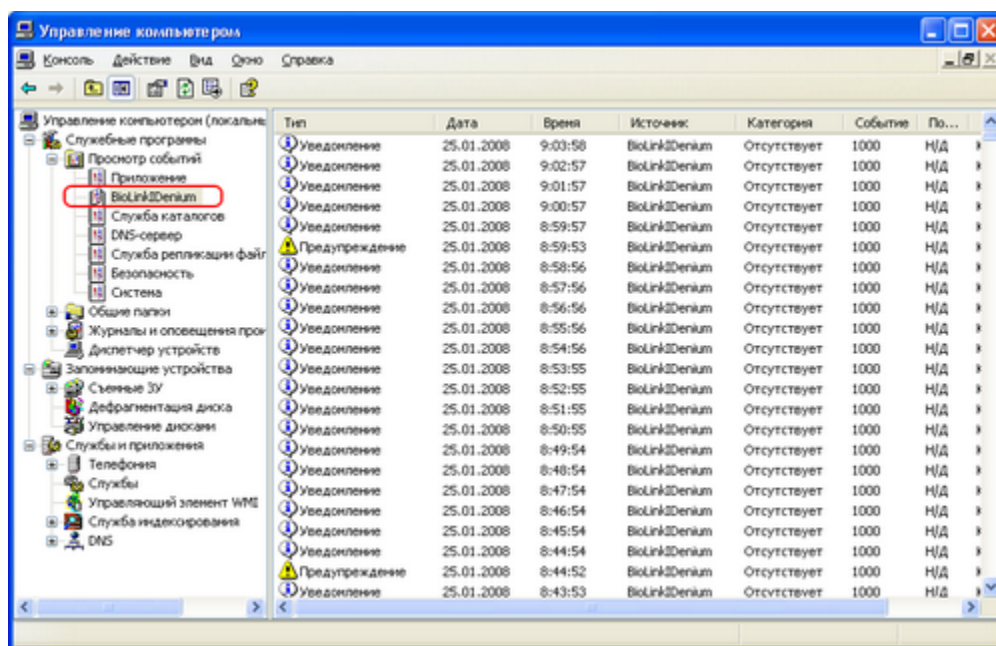 Управление компьютером
Консоль Действие Вид Окно Справка
Управление компьютером (локальнь
Служебные программы
Просмотр событий
Приложение
BioLinkIDenium
Служба каталогов
DNS-сервер
Служба репликации файл
Безопасность
Система
Общие папки
Журналы и оповещения прои
Диспетчер устройств
Запоминающие устройства
Съемные ЗУ
Дефрагментация диска
Управление дисками
Службы и приложения
Телефония
Службы
Управляющий элемент WMI
Служба индексирования
DNS
Тип Дата Время Источник Категория Событие По...
Уведомление 25.01.2008 9:03:58 BioLinkIDenium Отсутствует 1000 Н/Д
Уведомление 25.01.2008 9:02:57 BioLinkIDenium Отсутствует 1000 Н/Д
Уведомление 25.01.2008 9:01:57 BioLinkIDenium Отсутствует 1000 Н/Д
Уведомление 25.01.2008 9:00:57 BioLinkIDenium Отсутствует 1000 Н/Д
Уведомление 25.01.2008 8:59:57 BioLinkIDenium Отсутствует 1000 Н/Д
Предупреждение 25.01.2008 8:59:53 BioLinkIDenium Отсутствует 1000 Н/Д
Уведомление 25.01.2008 8:58:56 BioLinkIDenium Отсутствует 1000 Н/Д
Уведомление 25.01.2008 8:57:56 BioLinkIDenium Отсутствует 1000 Н/Д
Уведомление 25.01.2008 8:56:56 BioLinkIDenium Отсутствует 1000 Н/Д
Уведомление 25.01.2008 8:55:56 BioLinkIDenium Отсутствует 1000 Н/Д
Уведомление 25.01.2008 8:54:56 BioLinkIDenium Отсутствует 1000 Н/Д
Уведомление 25.01.2008 8:53:55 BioLinkIDenium Отсутствует 1000 Н/Д
Уведомление 25.01.2008 8:52:55 BioLinkIDenium Отсутствует 1000 Н/Д
Уведомление 25.01.2008 8:51:55 BioLinkIDenium Отсутствует 1000 Н/Д
Уведомление 25.01.2008 8:50:55 BioLinkIDenium Отсутствует 1000 Н/Д
Уведомление 25.01.2008 8:49:54 BioLinkIDenium Отсутствует 1000 Н/Д
Уведомление 25.01.2008 8:48:54 BioLinkIDenium Отсутствует 1000 Н/Д
Уведомление 25.01.2008 8:47:54 BioLinkIDenium Отсутствует 1000 Н/Д
Уведомление 25.01.2008 8:46:54 BioLinkIDenium Отсутствует 1000 Н/Д
Уведомление 25.01.2008 8:45:54 BioLinkIDenium Отсутствует 1000 Н/Д
Уведомление 25.01.2008 8:44:54 BioLinkIDenium Отсутствует 1000 Н/Д
Предупреждение 25.01.2008 8:44:52 BioLinkIDenium Отсутствует 1000 Н/Д
Уведомление 25.01.2008 8:43:53 BioLinkIDenium Отсутствует 1000 Н/Д